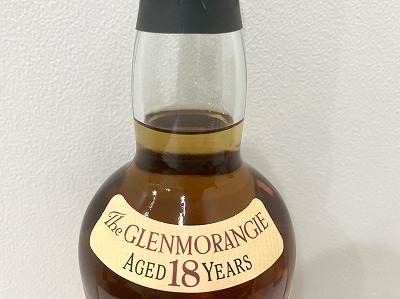 The GLENMORANGIE
AGED 18 YEARS